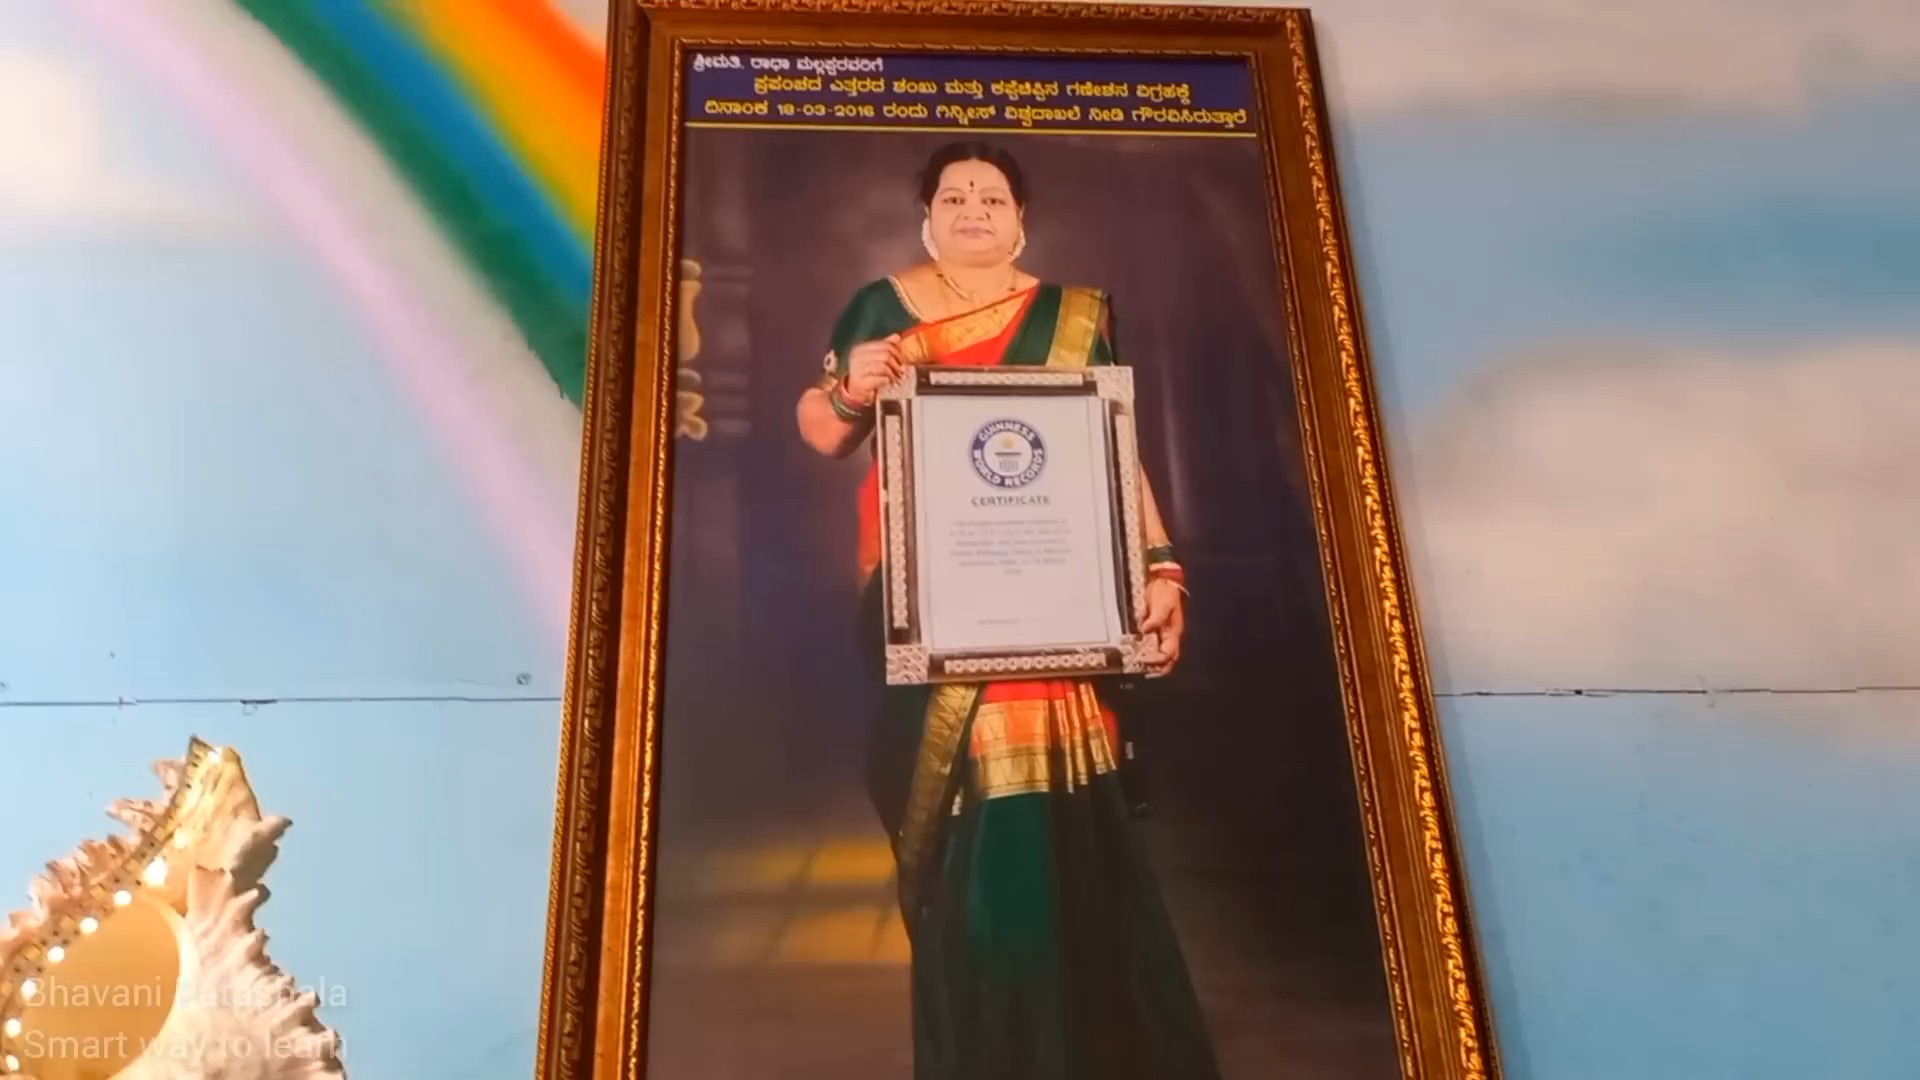 ಶ್ರೀಮತಿ. ರಾಧಾ ಮಲ್ಲಪ್ಪರವರಿಗೆ
ಪ್ರಪಂಚದ ಎತ್ತರದ ಶಂಖು ಮತ್ತು ಕಪ್ಪೆಚಿಪ್ಪಿನ ಗಣೇಶನ ವಿಗ್ರಹಕ್ಕೆ
ದಿನಾಂಕ 18-03-2016 ರಂದು ಗಿನ್ನೀಸ್ ವಿಶ್ವದಾಖಲೆ ನೀಡಿ ಗೌರವಿಸಿರುತ್ತಾರೆ
GUINNESS
WORLD RECORDS
CERTIFICATE
Bhavani Patashala
Smart way to learn